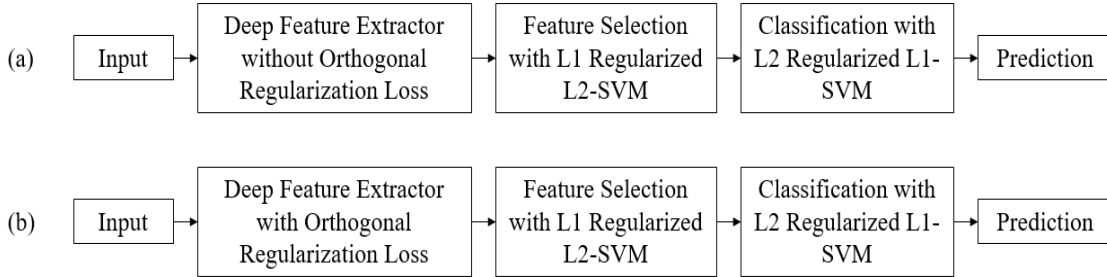 (a)
Input
Deep Feature Extractor
without Orthogonal
Regularization Loss
Feature Selection
with L1 Regularized
L2-SVM
Classification with
L2 Regularized L1-
SVM
Prediction
(b)
Input
Deep Feature Extractor
with Orthogonal
Regularization Loss
Feature Selection
with L1 Regularized
L2-SVM
Classification with
L2 Regularized L1-
SVM
Prediction